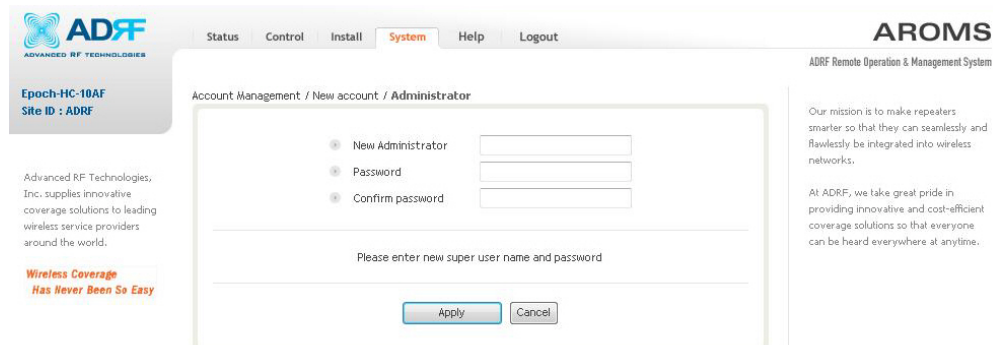 ADRF
ADVANCED RF TECHNOLOGIES
Status Control Install System Help Logout
AROMS
ADRF Remote Operation & Management System
Epoch-HC-10AF
Site ID : ADRF
Account Management / New account / Administrator
New Administrator
Password
Confirm password
Please enter new super user name and password
Apply Cancel
Advanced RF Technologies,
Inc. supplies innovative
coverage solutions to leading
wireless service providers
around the world.
Wireless Coverage
Has Never Been So Easy
Our mission is to make repeaters
smarter so that they can seamlessly and
flawlessly be integrated into wireless
networks.
At ADRF, we take great pride in
providing innovative and cost-efficient
coverage solutions so that everyone
can be heard everywhere at anytime.